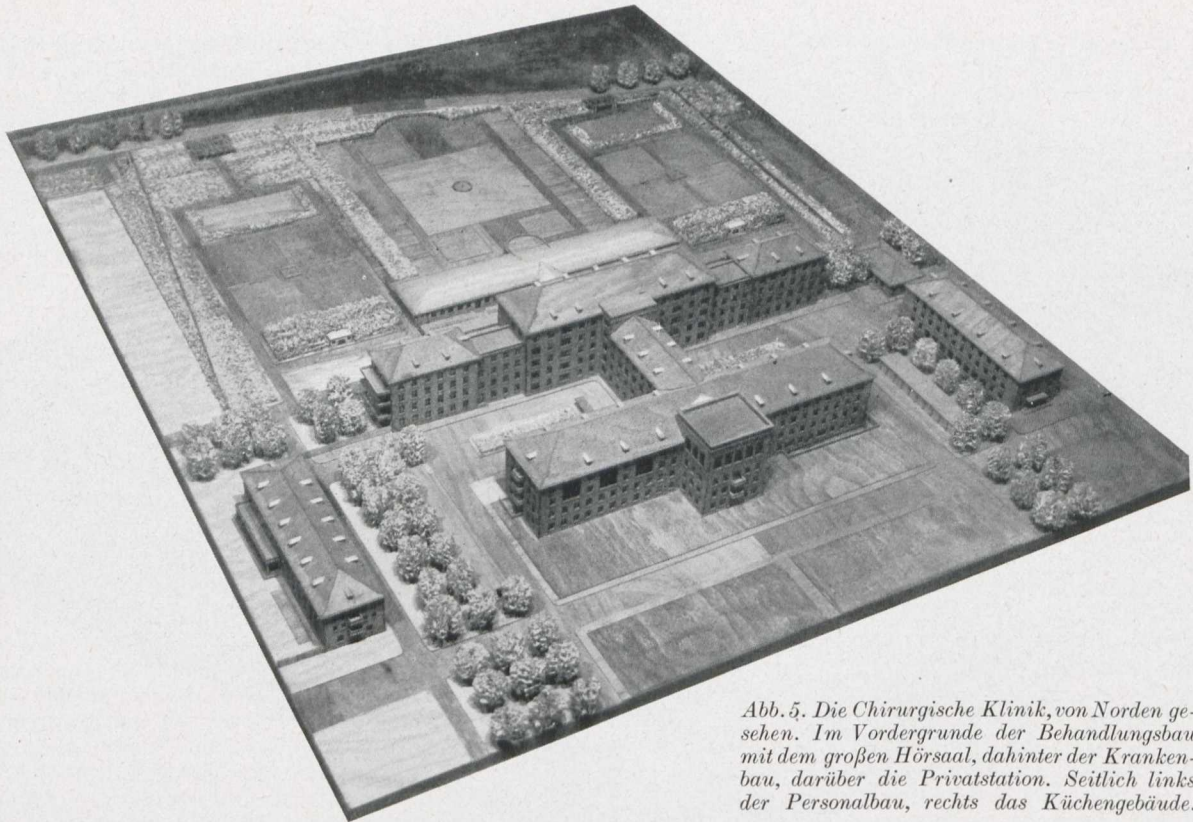 Abb. 5. Die Chirurgische Klinik, von Norden ge-
sehen. Im Vordergrunde der Behandlungsbau
mit dem großen Hörsaal, dahinter der Kranken-
bau, darüber die Privatstation. Seitlich links
der Personalbau, rechts das Küchengebäude.